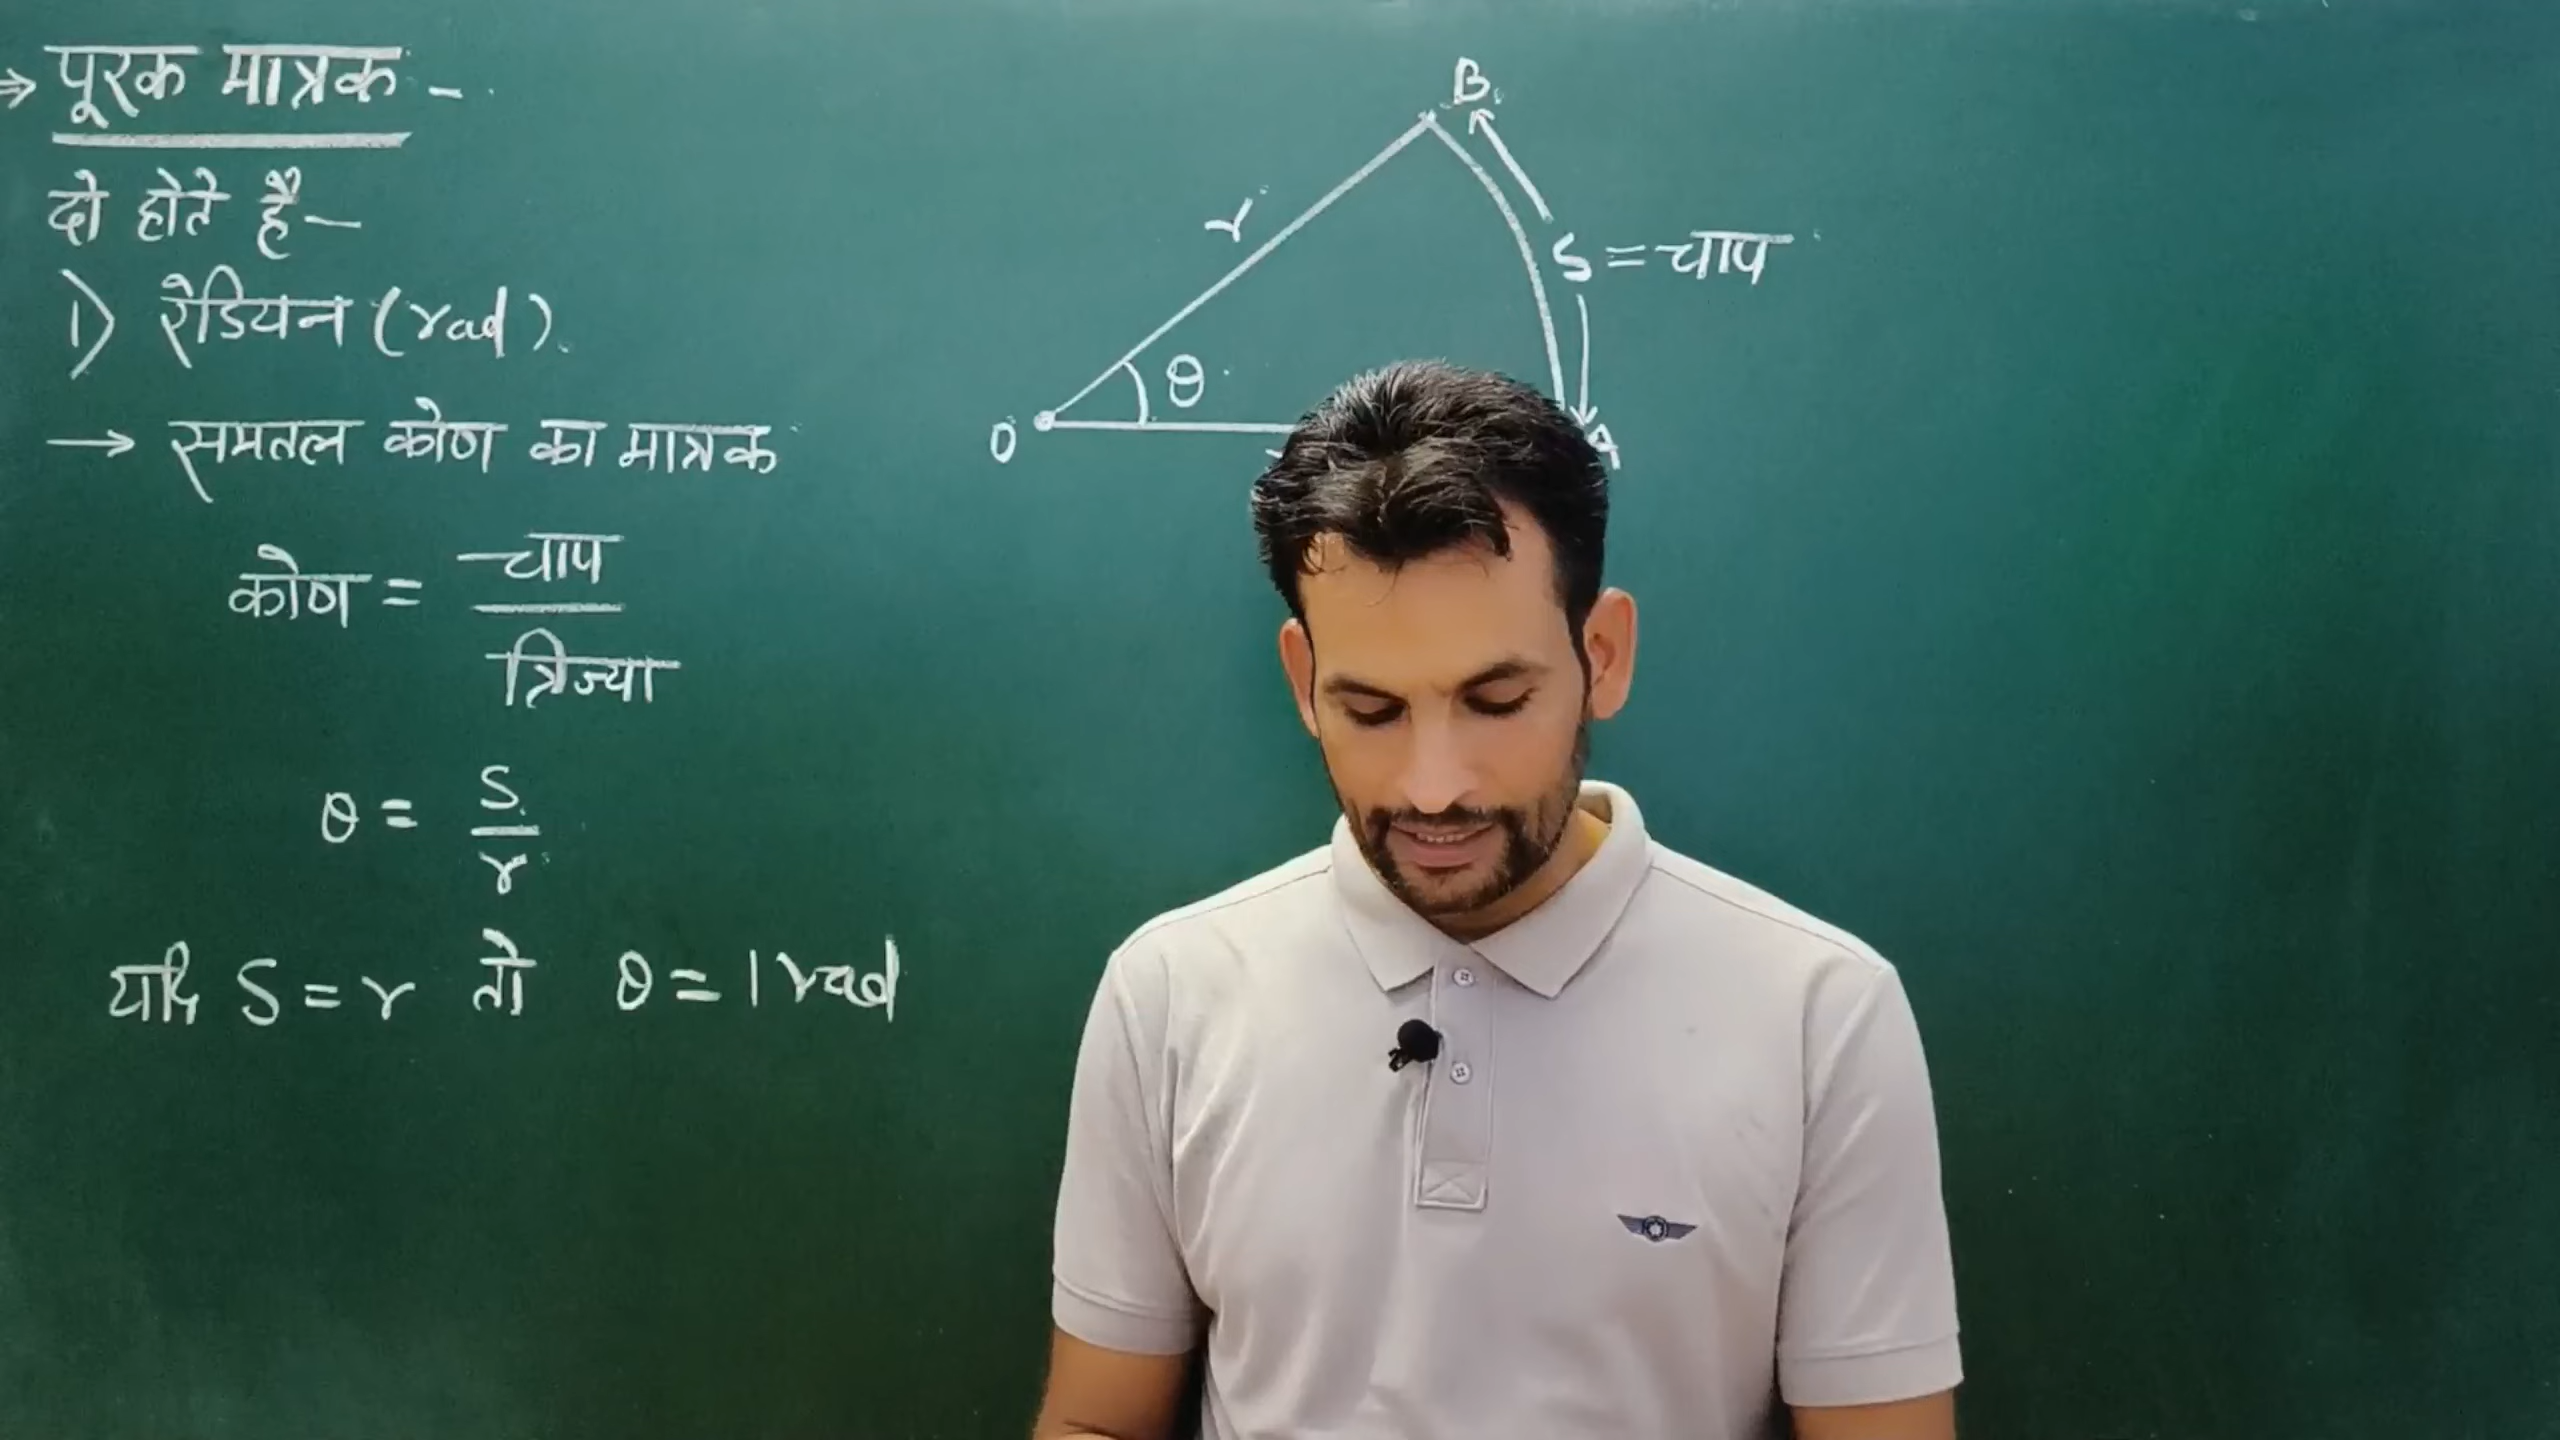 ⇒ पूरक मात्रक -
दो होते है-
1) रेडियन (rad)
→ समतल कोण का मात्रक
कोण = चाप
त्रिज्या
θ = S
r
यदि S = r तो θ = 1 rad
B
r
S = चाप
θ
O
A